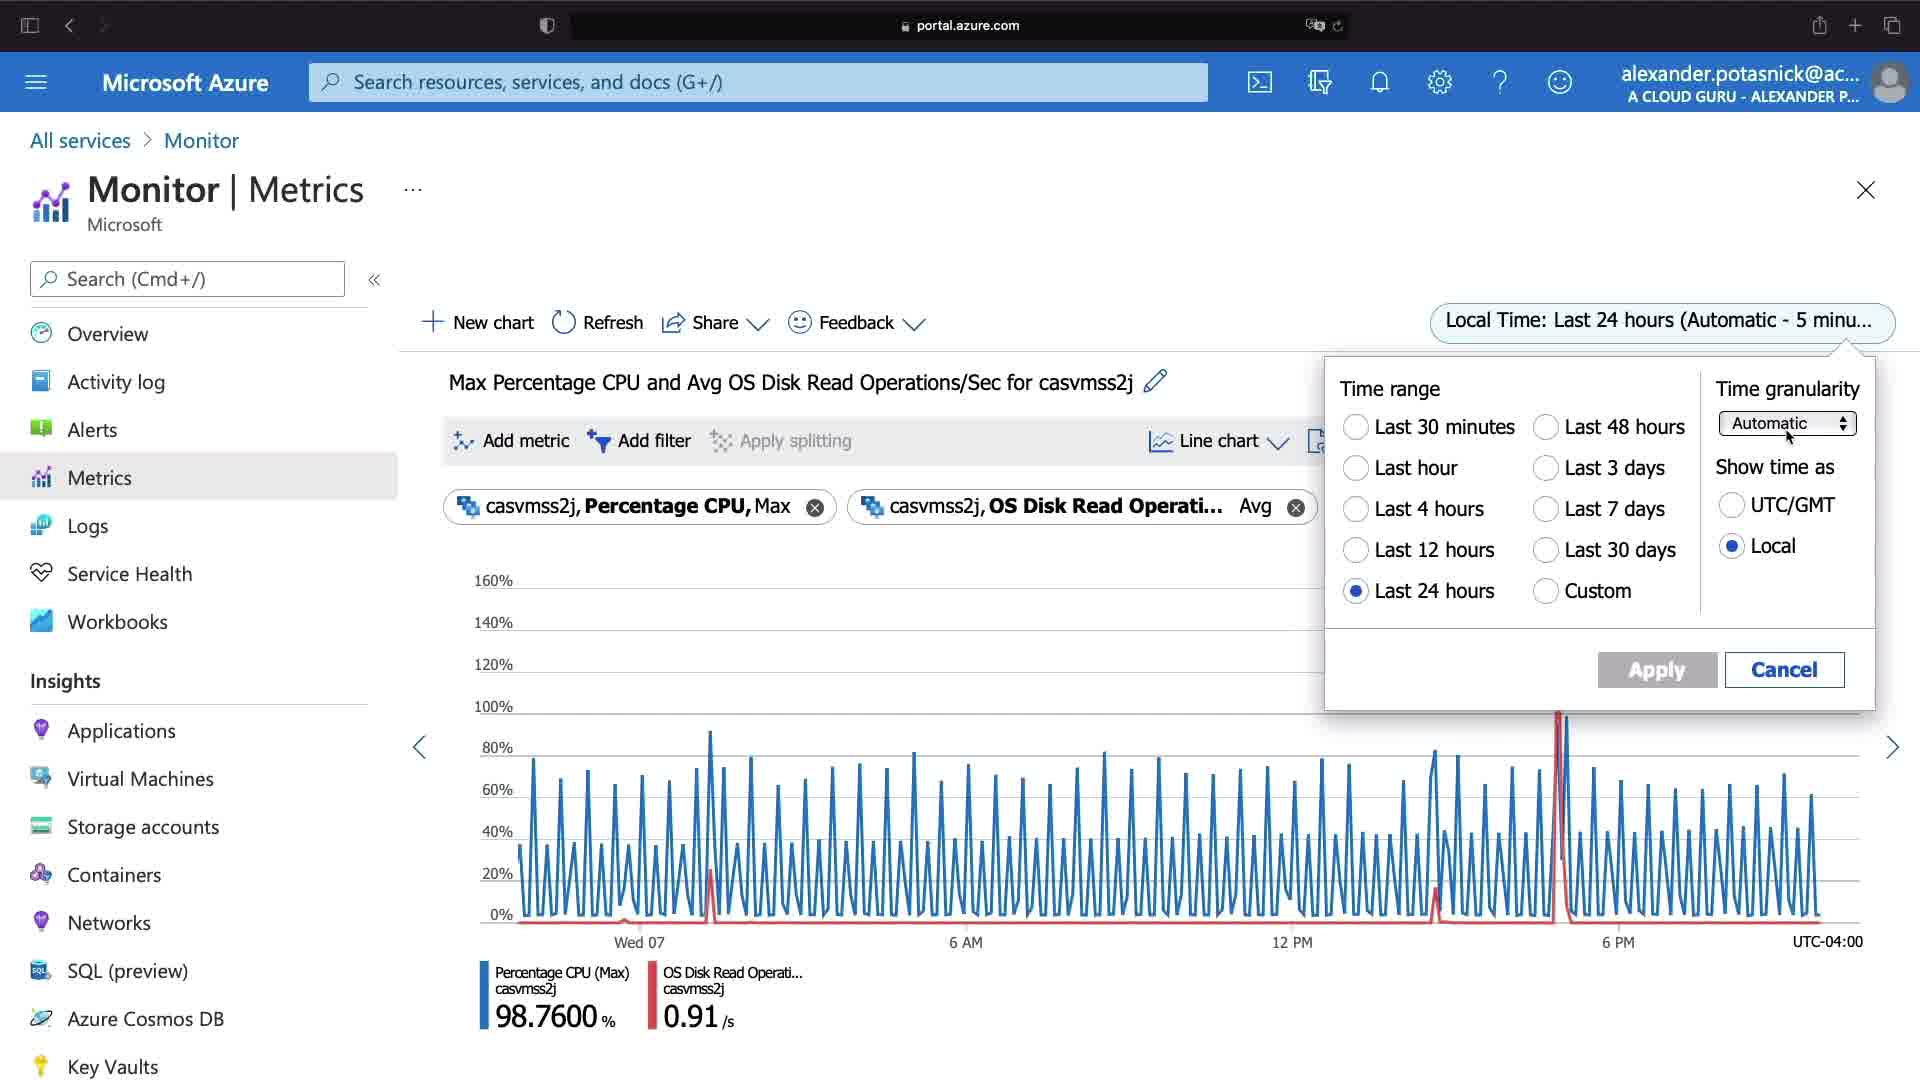 portal.azure.com
Microsoft Azure
Search resources, services, and docs (G+/)
alexander.potasnick@ac...
A CLOUD GURU - ALEXANDER P...
All services > Monitor
Monitor | Metrics ...
Microsoft
Search (Cmd+/)
«
Overview
Activity log
Alerts
Metrics
Logs
Service Health
Workbooks
Insights
Applications
Virtual Machines
Storage accounts
Containers
Networks
SQL (preview)
Azure Cosmos DB
Key Vaults
New chart
Refresh
Share
Feedback
Local Time: Last 24 hours (Automatic - 5 minu...
Max Percentage CPU and Avg OS Disk Read Operations/Sec for casvmss2j
Add metric
Add filter
Apply splitting
Line chart
casvmss2j, Percentage CPU, Max
casvmss2j, OS Disk Read Operati... Avg
Time range
Last 30 minutes
Last hour
Last 4 hours
Last 12 hours
Last 24 hours
Last 48 hours
Last 3 days
Last 7 days
Last 30 days
Custom
Time granularity
Automatic
Show time as
UTC/GMT
Local
Apply
Cancel
160%
140%
120%
100%
80%
60%
40%
20%
0%
Wed 07
6 AM
12 PM
6 PM
UTC-04:00
Percentage CPU (Max)
casvmss2j
98.7600 %
OS Disk Read Operati...
casvmss2j
0.91 /s